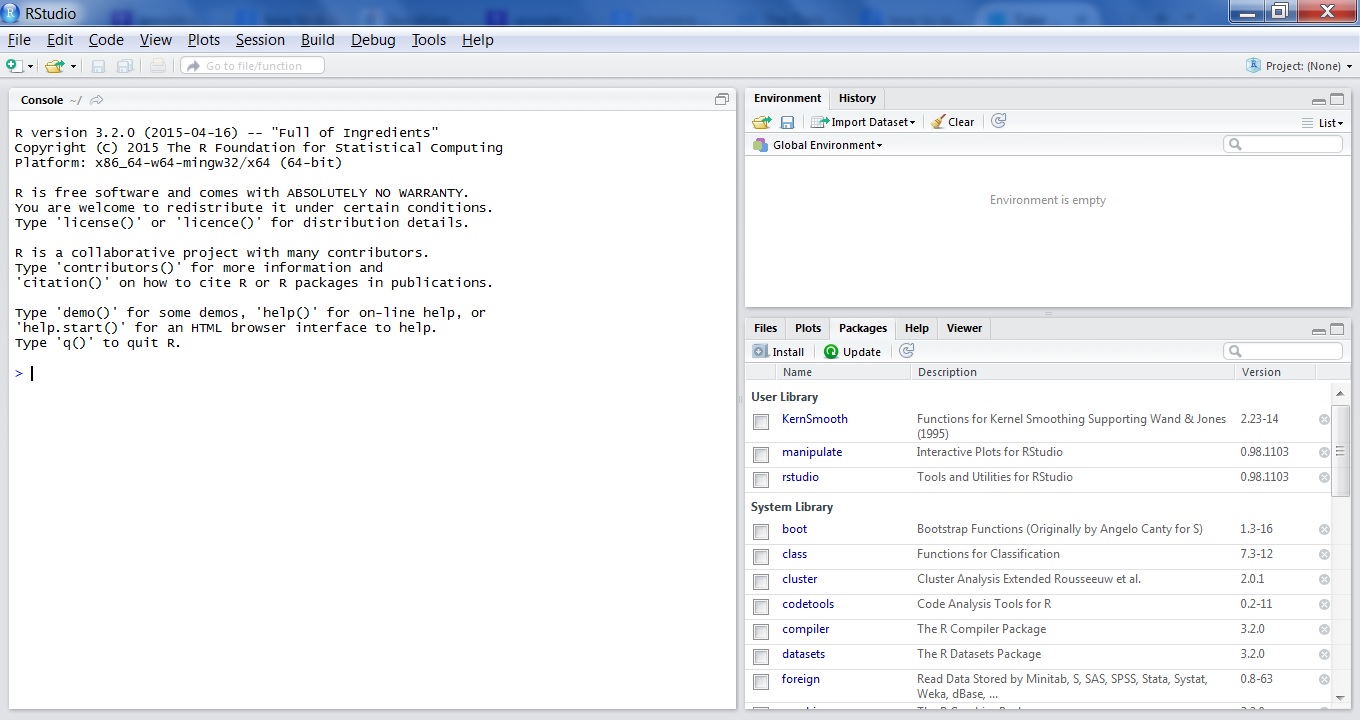 RStudio
File Edit Code View Plots Session Build Debug Tools Help
Go to file/function Project: (None)
Console ~/
R version 3.2.0 (2015-04-16) -- "Full of Ingredients"
Copyright (C) 2015 The R Foundation for Statistical Computing
Platform: x86_64-w64-mingw32/x64 (64-bit)
R is free software and comes with ABSOLUTELY NO WARRANTY.
You are welcome to redistribute it under certain conditions.
Type 'license()' or 'licence()' for distribution details.
R is a collaborative project with many contributors.
Type 'contributors()' for more information and
'citation()' on how to cite R or R packages in publications.
Type 'demo()' for some demos, 'help()' for on-line help, or
'help.start()' for an HTML browser interface to help.
Type 'q()' to quit R.
>
Environment History
Import Dataset Clear List
Global Environment
Environment is empty
Files Plots Packages Help Viewer
Install Update
Name Description Version
User Library
KernSmooth Functions for Kernel Smoothing Supporting Wand & Jones 2.23-14
(1995)
manipulate Interactive Plots for RStudio 0.98.1103
rstudio Tools and Utilities for RStudio 0.98.1103
System Library
boot Bootstrap Functions (Originally by Angelo Canty for S) 1.3-16
class Functions for Classification 7.3-12
cluster Cluster Analysis Extended Rousseeuw et al. 2.0.1
codetools Code Analysis Tools for R 0.2-11
compiler The R Compiler Package 3.2.0
datasets The R Datasets Package 3.2.0
foreign Read Data Stored by Minitab, S, SAS, SPSS, Stata, Systat, 0.8-63
Weka, dBase, ...